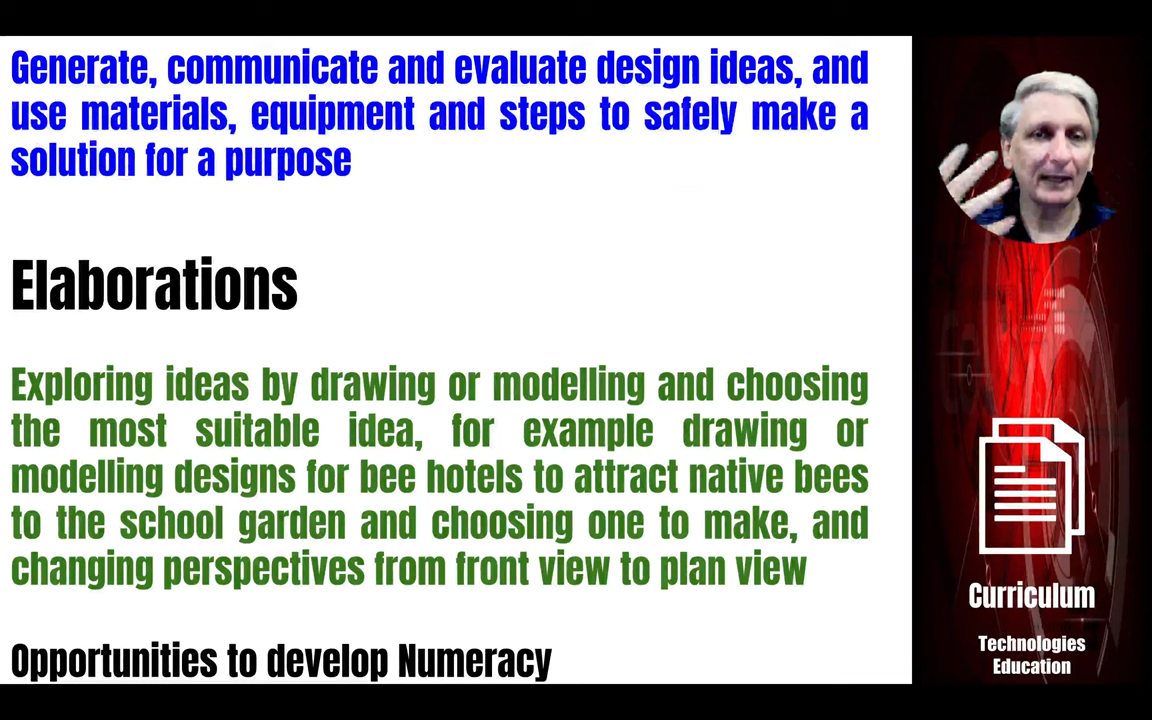 Generate, communicate and evaluate design ideas, and
use materials, equipment and steps to safely make a
solution for a purpose
Elaborations
Exploring ideas by drawing or modelling and choosing
the most suitable idea, for example drawing or
modelling designs for bee hotels to attract native bees
to the school garden and choosing one to make, and
changing perspectives from front view to plan view
Opportunities to develop Numeracy
Curriculum
Technologies
Education